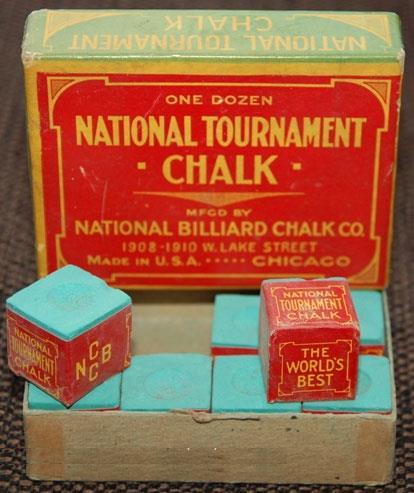 NATIONAL TOURNAMENT
CHALK
ONE DOZEN
NATIONAL TOURNAMENT
· CHALK ·
MFGD BY
NATIONAL BILLIARD CHALK CO.
1908-1910 W. LAKE STREET
MADE IN U.S.A. ····· CHICAGO
NATIONAL
TOURNAMENT
CHALK
NCCB
NATIONAL
TOURNAMENT
CHALK
THE
WORLD'S
BEST